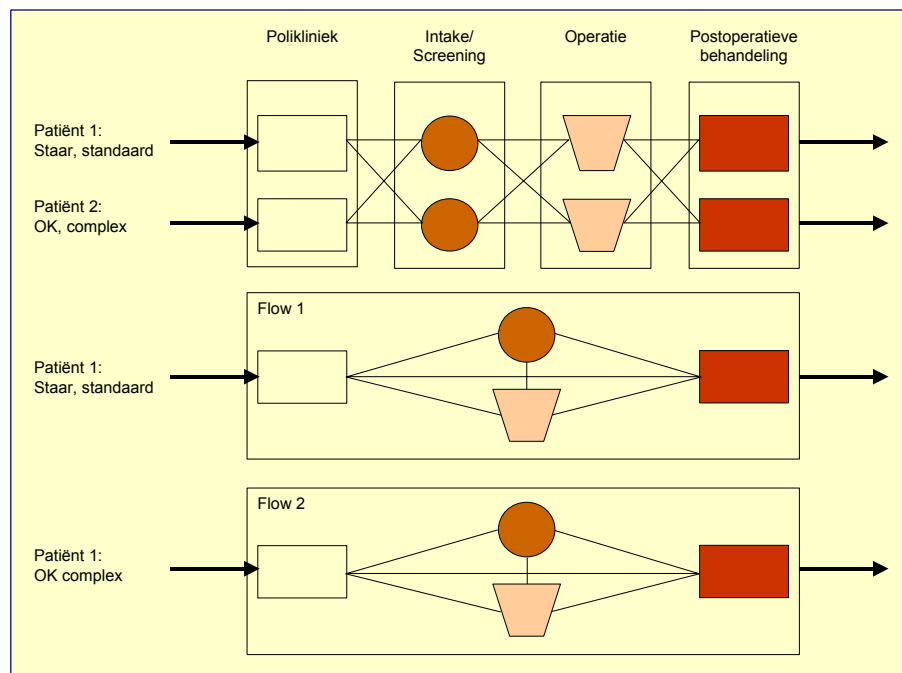 Polikliniek
Intake/
Screening
Operatie
Postoperatieve
behandeling
Patiënt 1:
Staar, standaard
Patiënt 2:
OK, complex
Flow 1
Patiënt 1:
Staar, standaard
Flow 2
Patiënt 1:
OK complex